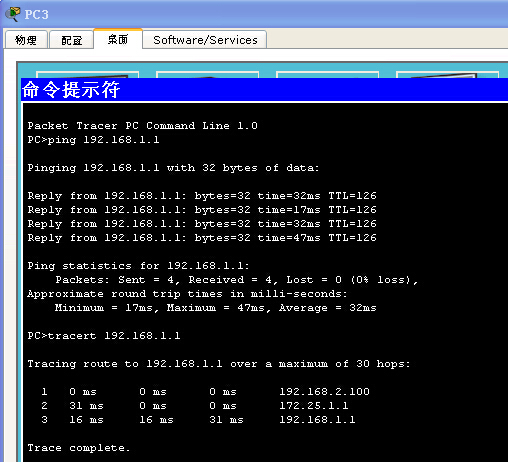 PC3
物理 配置 桌面 Software/Services
命令提示符
Packet Tracer PC Command Line 1.0
PC>ping 192.168.1.1
Pinging 192.168.1.1 with 32 bytes of data:
Reply from 192.168.1.1: bytes=32 time=32ms TTL=126
Reply from 192.168.1.1: bytes=32 time=17ms TTL=126
Reply from 192.168.1.1: bytes=32 time=32ms TTL=126
Reply from 192.168.1.1: bytes=32 time=47ms TTL=126
Ping statistics for 192.168.1.1:
Packets: Sent = 4, Received = 4, Lost = 0 (0% loss),
Approximate round trip times in milli-seconds:
Minimum = 17ms, Maximum = 47ms, Average = 32ms
PC>tracert 192.168.1.1
Tracing route to 192.168.1.1 over a maximum of 30 hops:
1 0 ms 0 ms 0 ms 192.168.2.100
2 31 ms 0 ms 0 ms 172.25.1.1
3 16 ms 16 ms 31 ms 192.168.1.1
Trace complete.